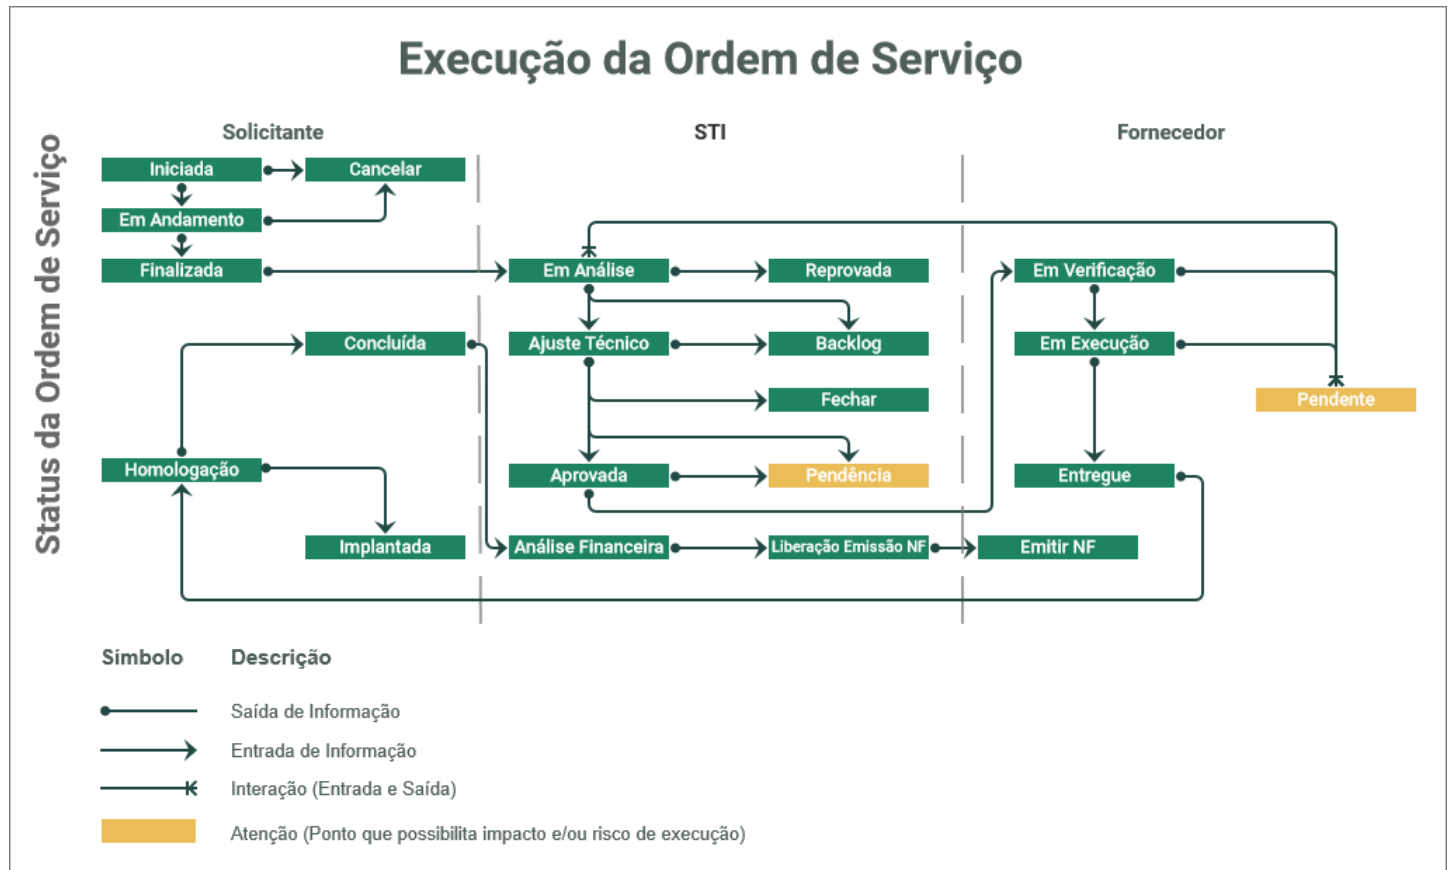 Execução da Ordem de Serviço
Status da Ordem de Serviço
Solicitante
STI
Fornecedor
Iniciada
Cancelar
Em Andamento
Finalizada
Em Análise
Reprovada
Em Verificação
Concluída
Ajuste Técnico
Backlog
Em Execução
Fechar
Pendente
Homologação
Aprovada
Pendência
Entregue
Implantada
Análise Financeira
Liberação Emissão NF
Emitir NF
Símbolo
Descrição
Saída de Informação
Entrada de Informação
Interação (Entrada e Saída)
Atenção (Ponto que possibilita impacto e/ou risco de execução)